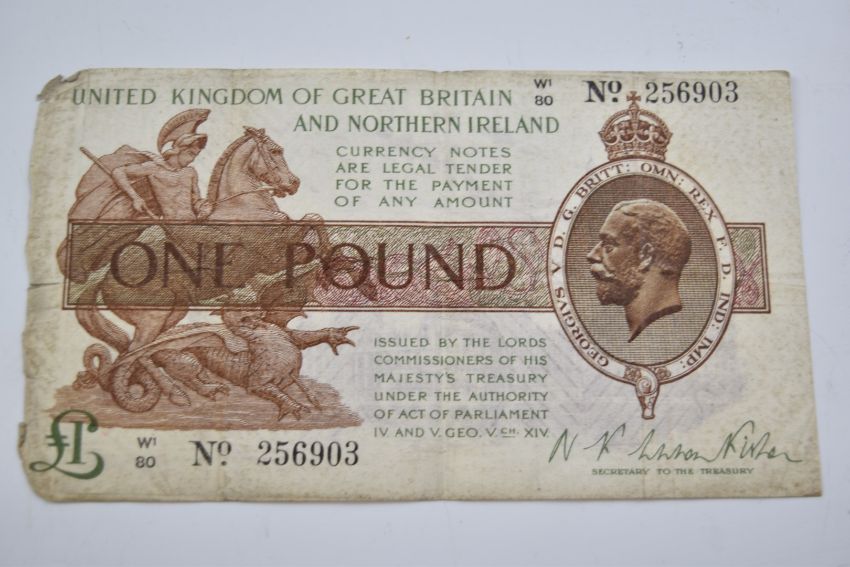 UNITED KINGDOM OF GREAT BRITAIN
AND NORTHERN IRELAND
W1
80
Nº 256903
CURRENCY NOTES
ARE LEGAL TENDER
FOR THE PAYMENT
OF ANY AMOUNT
ONE POUND
GEORGIVS V D. G. BRITT: OMN: REX F. D. IND: IMP:
ISSUED BY THE LORDS
COMMISSIONERS OF HIS
MAJESTY'S TREASURY
UNDER THE AUTHORITY
OF ACT OF PARLIAMENT
IV AND V. GEO. V. CH. XIV.
£1
W1
80
Nº 256903
SECRETARY TO THE TREASURY